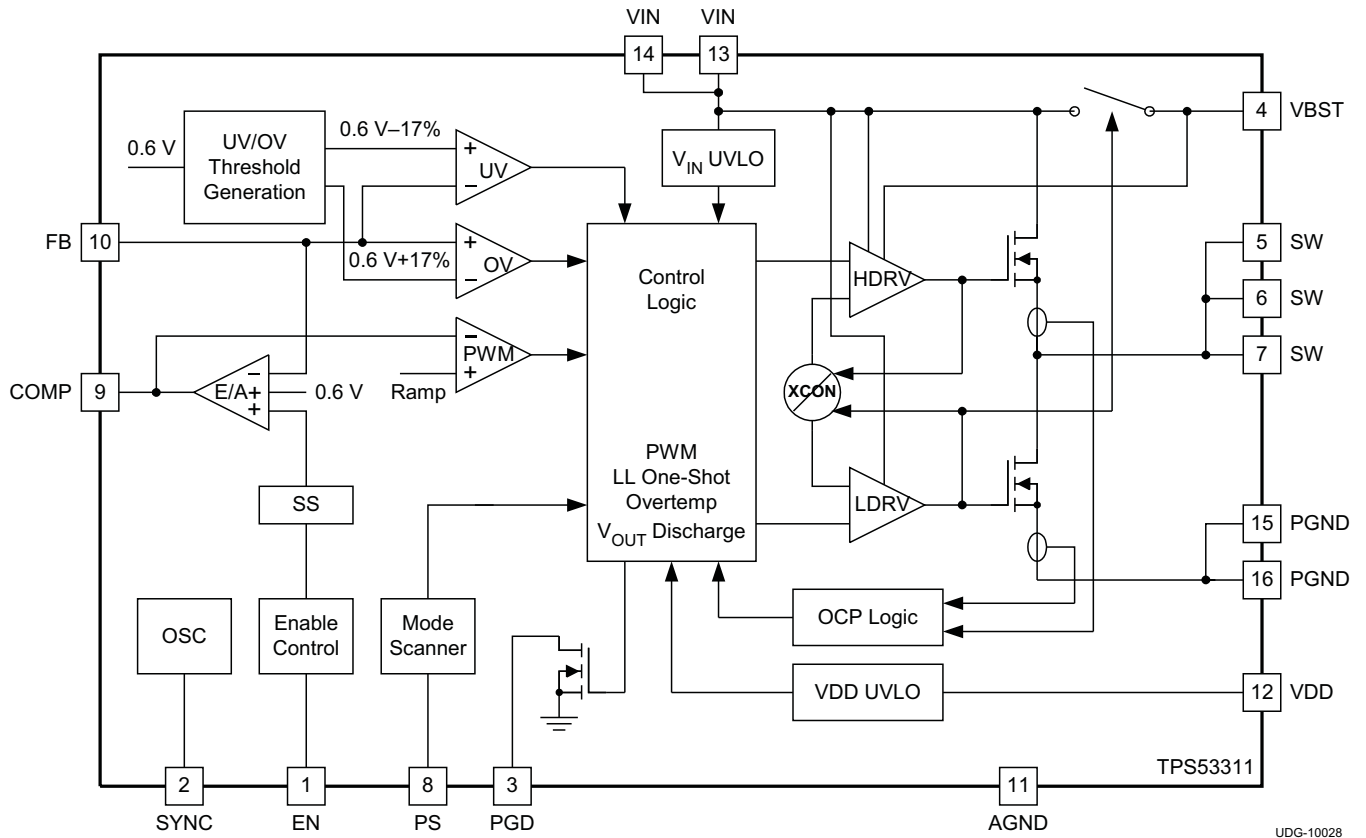 VIN
VIN
14
13
4
VBST
UV/OV
Threshold
Generation
0.6 V
0.6 V–17%
+
–
UV
V_IN UVLO
FB
10
0.6 V+17%
+
–
OV
Control
Logic
HDRV
5
SW
6
SW
7
SW
–
+
PWM
Ramp
COMP
9
–
E/A+
+
0.6 V
XCON
PWM
LL One-Shot
Overtemp
V_OUT Discharge
LDRV
SS
15
PGND
16
PGND
OSC
Enable
Control
Mode
Scanner
OCP Logic
VDD UVLO
12
VDD
TPS53311
2
1
8
3
11
SYNC
EN
PS
PGD
AGND
UDG-10028